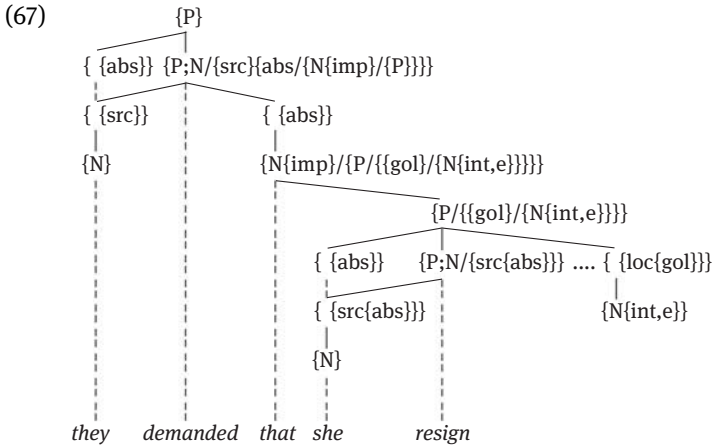 (67)
{P}
{ {abs}} {P;N/{src}{abs/{N{imp}/{P}}}}
{ {src}} { {abs}}
{N} {N{imp}/{P/{{gol}/{N{int,e}}}}}
{P/{{gol}/{N{int,e}}}}
{ {abs}} {P;N/{src{abs}}} .... { {loc{gol}}}
{ {src{abs}}} {N{int,e}}
{N}
they demanded that she resign